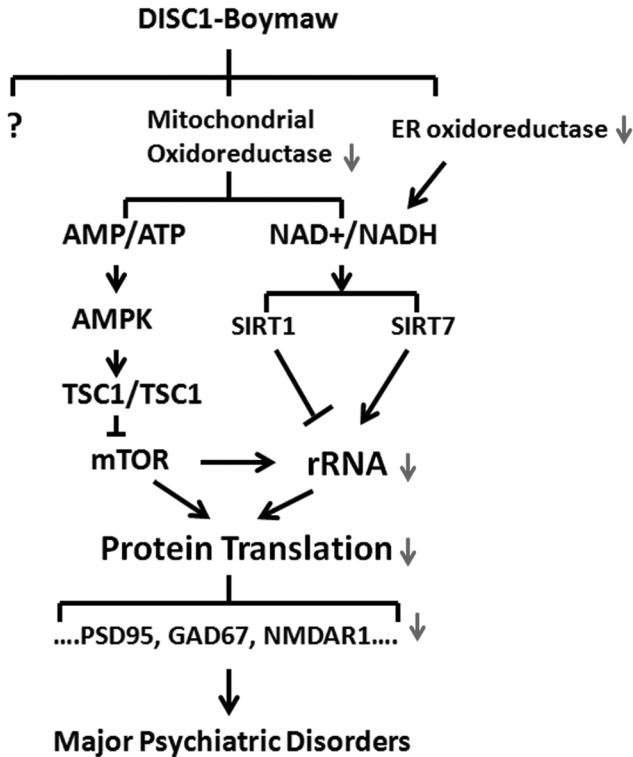 DISC1-Boymaw
?
Mitochondrial
Oxidoreductase
ER oxidoreductase
AMP/ATP
NAD+/NADH
AMPK
SIRT1
SIRT7
TSC1/TSC1
mTOR
rRNA
Protein Translation
....PSD95, GAD67, NMDAR1....
Major Psychiatric Disorders